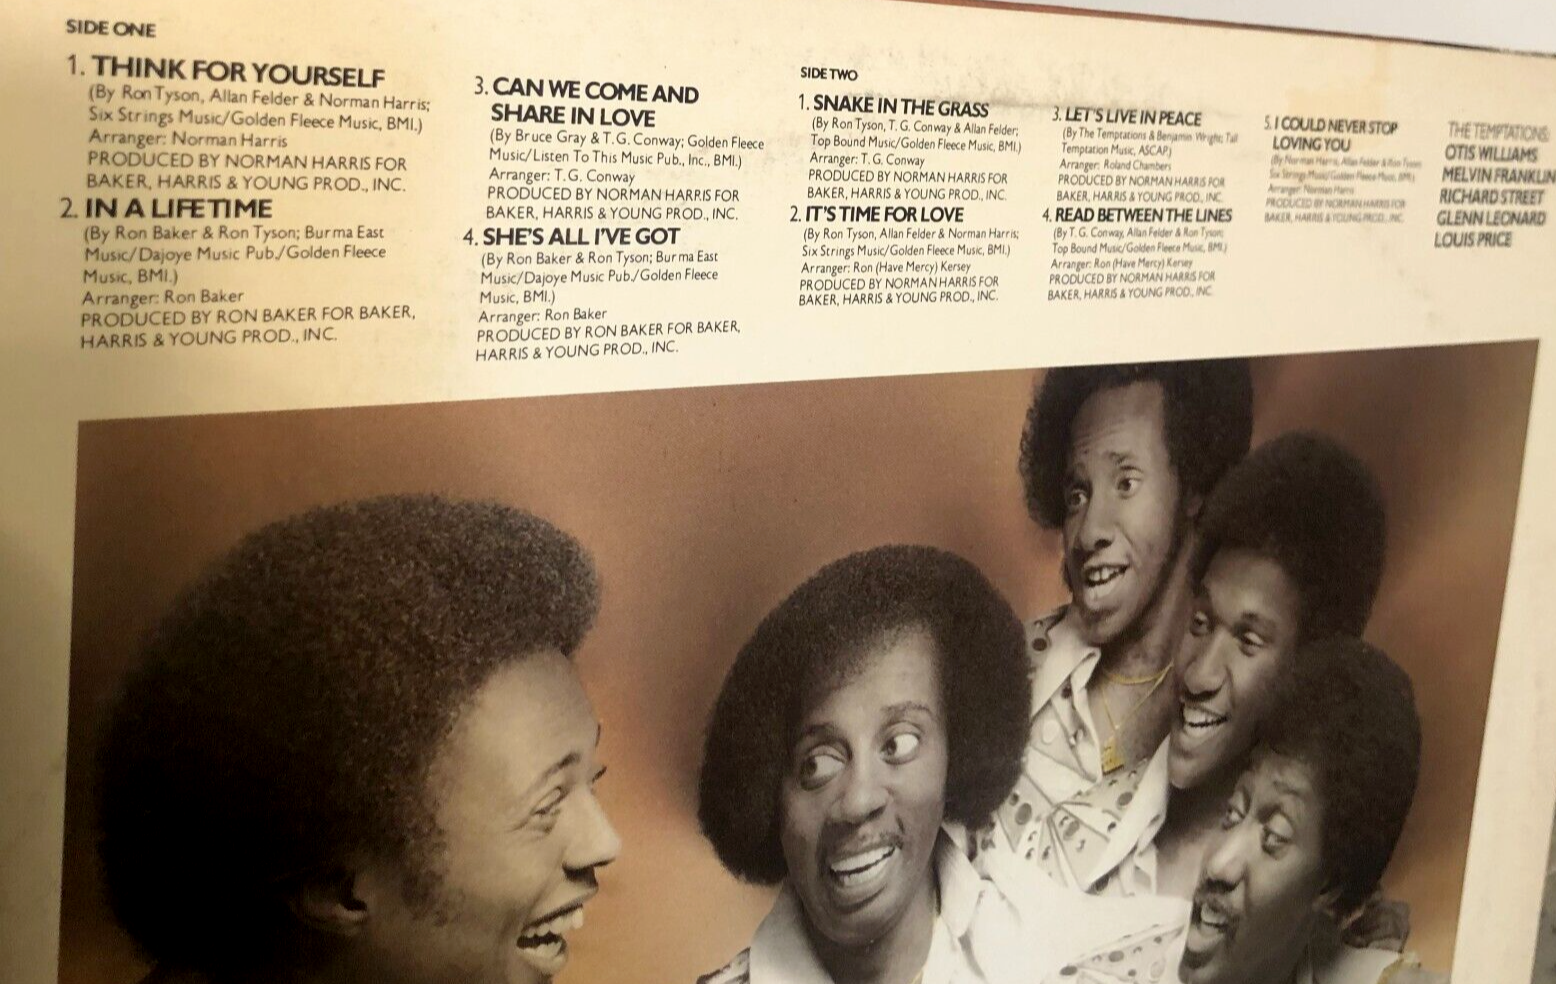 SIDE ONE
1. THINK FOR YOURSELF
(By Ron Tyson, Allan Felder & Norman Harris;
Six Strings Music/Golden Fleece Music, BMI.)
Arranger: Norman Harris
PRODUCED BY NORMAN HARRIS FOR
BAKER, HARRIS & YOUNG PROD., INC.
2. IN A LIFETIME
(By Ron Baker & Ron Tyson; Burma East
Music/Dajoye Music Pub./Golden Fleece
Music, BMI.)
Arranger: Ron Baker
PRODUCED BY RON BAKER FOR BAKER,
HARRIS & YOUNG PROD., INC.
3. CAN WE COME AND
SHARE IN LOVE
(By Bruce Gray & T.G. Conway; Golden Fleece
Music/Listen To This Music Pub., Inc., BMI.)
Arranger: T.G. Conway
PRODUCED BY NORMAN HARRIS FOR
BAKER, HARRIS & YOUNG PROD., INC.
4. SHE'S ALL I'VE GOT
(By Ron Baker & Ron Tyson; Burma East
Music/Dajoye Music Pub./Golden Fleece
Music, BMI.)
Arranger: Ron Baker
PRODUCED BY RON BAKER FOR BAKER,
HARRIS & YOUNG PROD., INC.
SIDE TWO
1. SNAKE IN THE GRASS
(By Ron Tyson, T. G. Conway & Allan Felder;
Top Bound Music/Golden Fleece Music, BMI.)
Arranger: T. G. Conway
PRODUCED BY NORMAN HARRIS FOR
BAKER, HARRIS & YOUNG PROD., INC.
2. IT'S TIME FOR LOVE
(By Ron Tyson, Allan Felder & Norman Harris;
Six Strings Music/Golden Fleece Music, BMI.)
Arranger: Ron (Have Mercy) Kersey
PRODUCED BY NORMAN HARRIS FOR
BAKER, HARRIS & YOUNG PROD., INC.
3. LET'S LIVE IN PEACE
(By The Temptations & Benjamin Wright; Tall
Temptation Music, ASCAP.)
Arranger: Roland Chambers
PRODUCED BY NORMAN HARRIS FOR
BAKER, HARRIS & YOUNG PROD., INC.
4. READ BETWEEN THE LINES
(By T. G. Conway, Allan Felder & Ron Tyson;
Top Bound Music/Golden Fleece Music, BMI.)
Arranger: Ron (Have Mercy) Kersey
PRODUCED BY NORMAN HARRIS FOR
BAKER, HARRIS & YOUNG PROD., INC.
5. I COULD NEVER STOP
LOVING YOU
(By Norman Harris, Allan Felder & Ron Tyson
Six Strings Music/Golden Fleece Music, BMI.)
Arranger: Norman Harris
PRODUCED BY NORMAN HARRIS FOR
BAKER, HARRIS & YOUNG PROD., INC.
THE TEMPTATIONS:
OTIS WILLIAMS
MELVIN FRANKLIN
RICHARD STREET
GLENN LEONARD
LOUIS PRICE